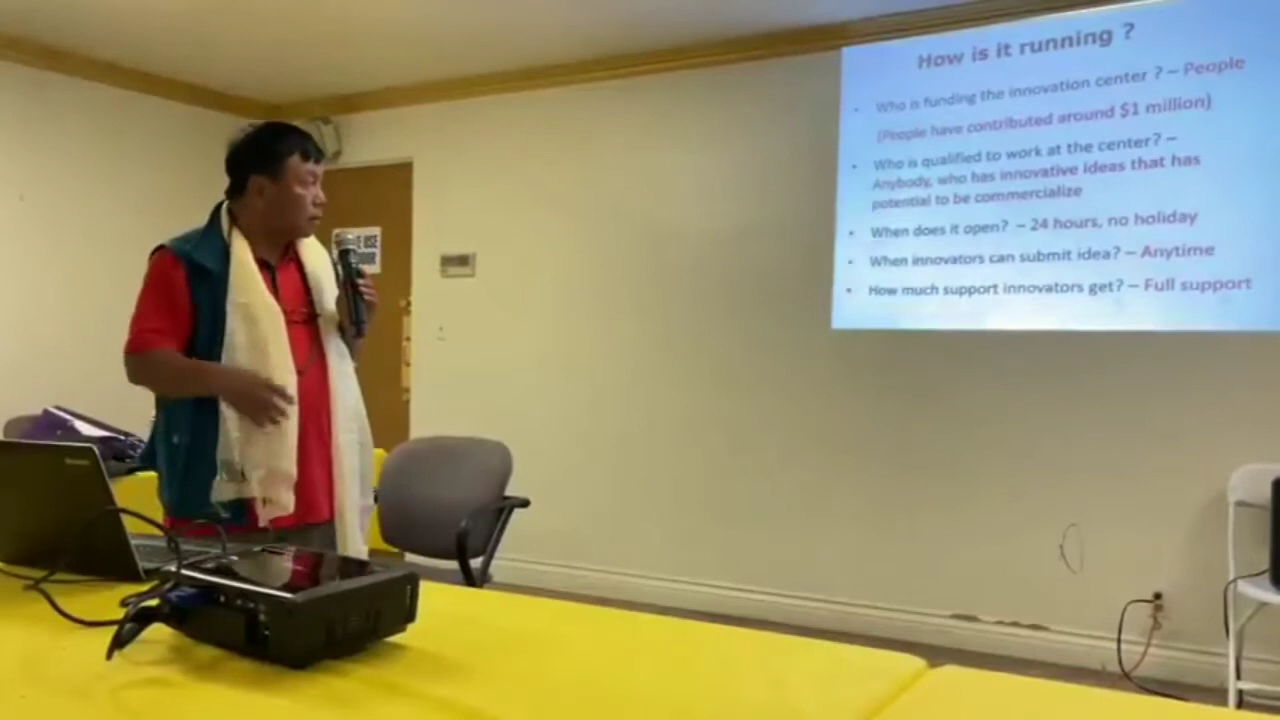 How is it running ?
• Who is funding the innovation center ? – People
(People have contributed around $1 million)
• Who is qualified to work at the center? –
Anybody, who has innovative ideas that has
potential to be commercialize
• When does it open? – 24 hours, no holiday
• When innovators can submit idea? – Anytime
• How much support innovators get? – Full support
USE